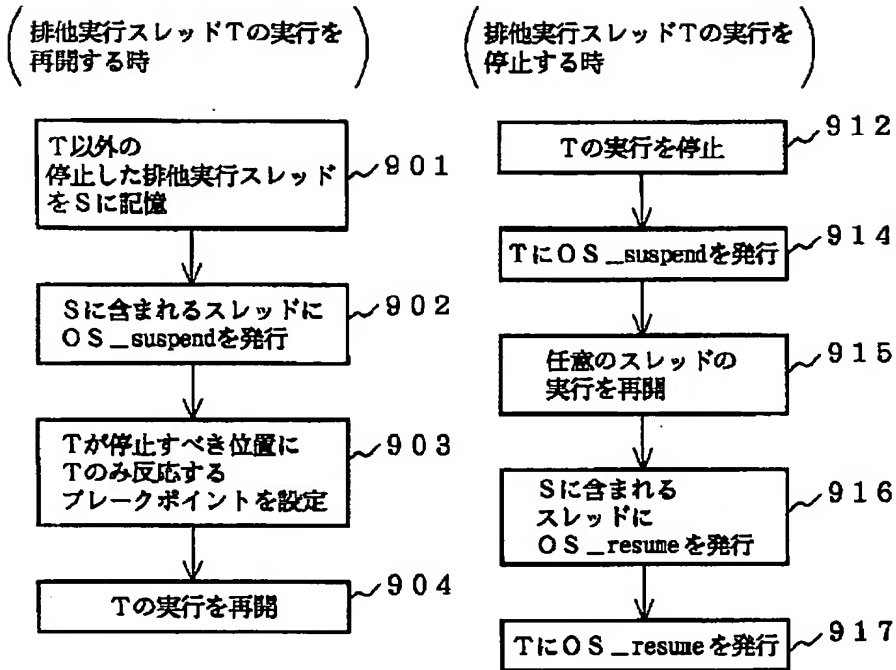 排他実行スレッドTの実行を
再開する時
T以外の
停止した排他実行スレッド
をSに記憶
901
Sに含まれるスレッドに
OS_suspendを発行
902
Tが停止すべき位置に
Tのみ反応する
ブレークポイントを設定
903
Tの実行を再開
904
排他実行スレッドTの実行を
停止する時
Tの実行を停止
912
TにOS_suspendを発行
914
任意のスレッドの
実行を再開
915
Sに含まれる
スレッドに
OS_resumeを発行
916
TにOS_resumeを発行
917